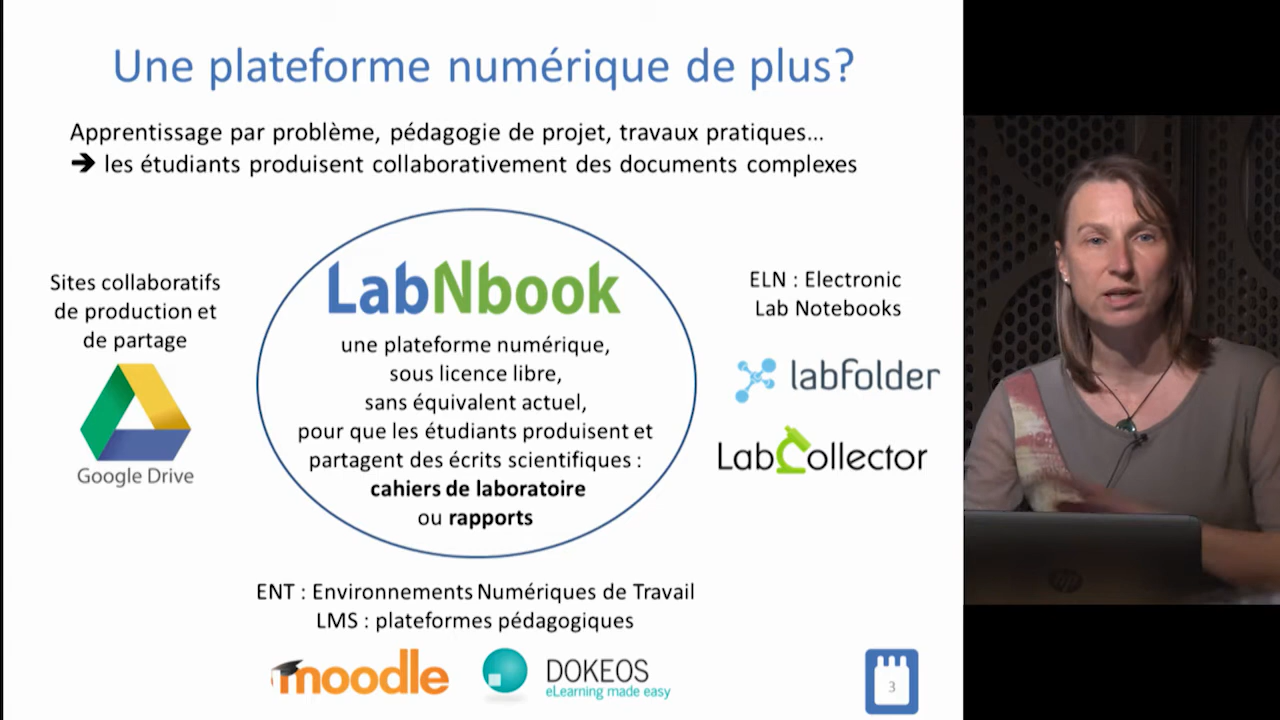 Une plateforme numérique de plus?
Apprentissage par problème, pédagogie de projet, travaux pratiques...
➔ les étudiants produisent collaborativement des documents complexes
Sites collaboratifs
de production et
de partage
Google Drive
LabNbook
une plateforme numérique,
sous licence libre,
sans équivalent actuel,
pour que les étudiants produisent et
partagent des écrits scientifiques :
cahiers de laboratoire
ou rapports
ELN : Electronic
Lab Notebooks
labfolder
LabCollector
ENT : Environnements Numériques de Travail
LMS : plateformes pédagogiques
moodle
DOKEOS
eLearning made easy
3
hp